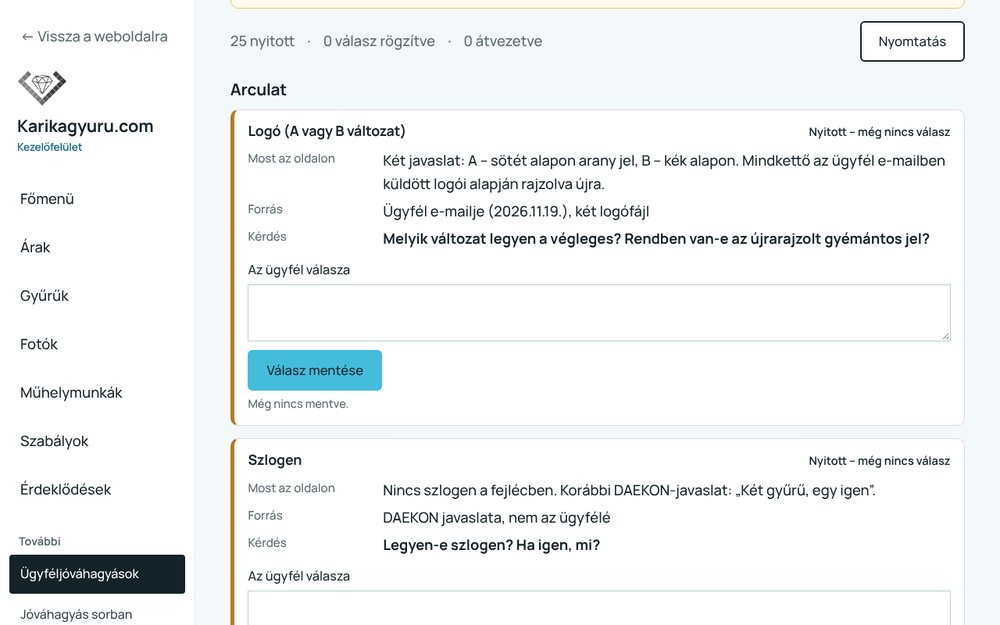 ← Vissza a weboldalra
Karikagyuru.com
Kezelőfelület
Főmenü
Árak
Gyűrűk
Fotók
Műhelymunkák
Szabályok
Érdeklődések
További
Ügyféljóváhagyások
Jóváhagyás sorban
25 nyitott · 0 válasz rögzítve · 0 átvezetve
Nyomtatás
Arculat
Logó (A vagy B változat)
Nyitott – még nincs válasz
Most az oldalon
Két javaslat: A – sötét alapon arany jel, B – kék alapon. Mindkettő az ügyfél e-mailben
küldött logói alapján rajzolva újra.
Forrás
Ügyfél e-mailje (2026.11.19.), két logófájl
Kérdés
Melyik változat legyen a végleges? Rendben van-e az újrarajzolt gyémántos jel?
Az ügyfél válasza
Válasz mentése
Még nincs mentve.
Szlogen
Nyitott – még nincs válasz
Most az oldalon
Nincs szlogen a fejlécben. Korábbi DAEKON-javaslat: „Két gyűrű, egy igen”.
Forrás
DAEKON javaslata, nem az ügyfélé
Kérdés
Legyen-e szlogen? Ha igen, mi?
Az ügyfél válasza